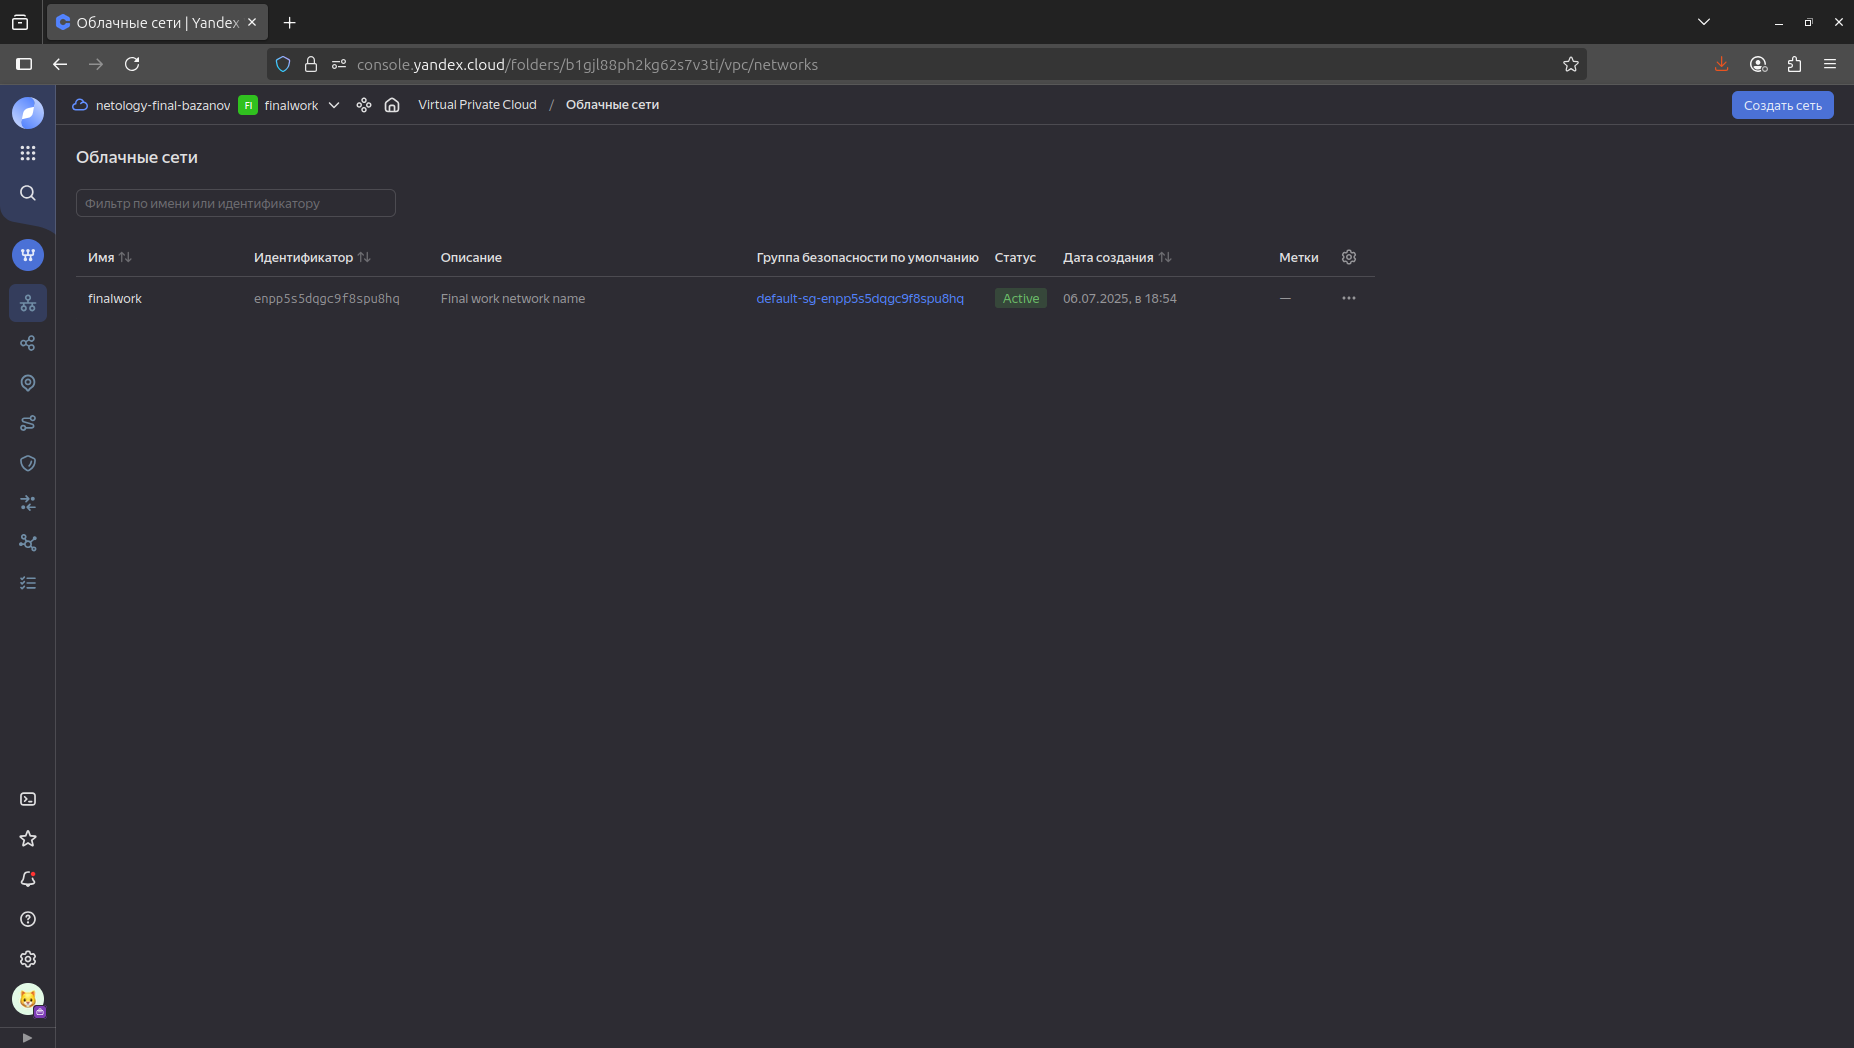 Облачные сети | Yandex
console.yandex.cloud/folders/b1gjl88ph2kg62s7v3ti/vpc/networks
netology-final-bazanov FI finalwork Virtual Private Cloud / Облачные сети Создать сеть
Облачные сети
Фильтр по имени или идентификатору
Имя Идентификатор Описание Группа безопасности по умолчанию Статус Дата создания Метки
finalwork enpp5s5dqgc9f8spu8hq Final work network name default-sg-enpp5s5dqgc9f8spu8hq Active 06.07.2025, в 18:54 —